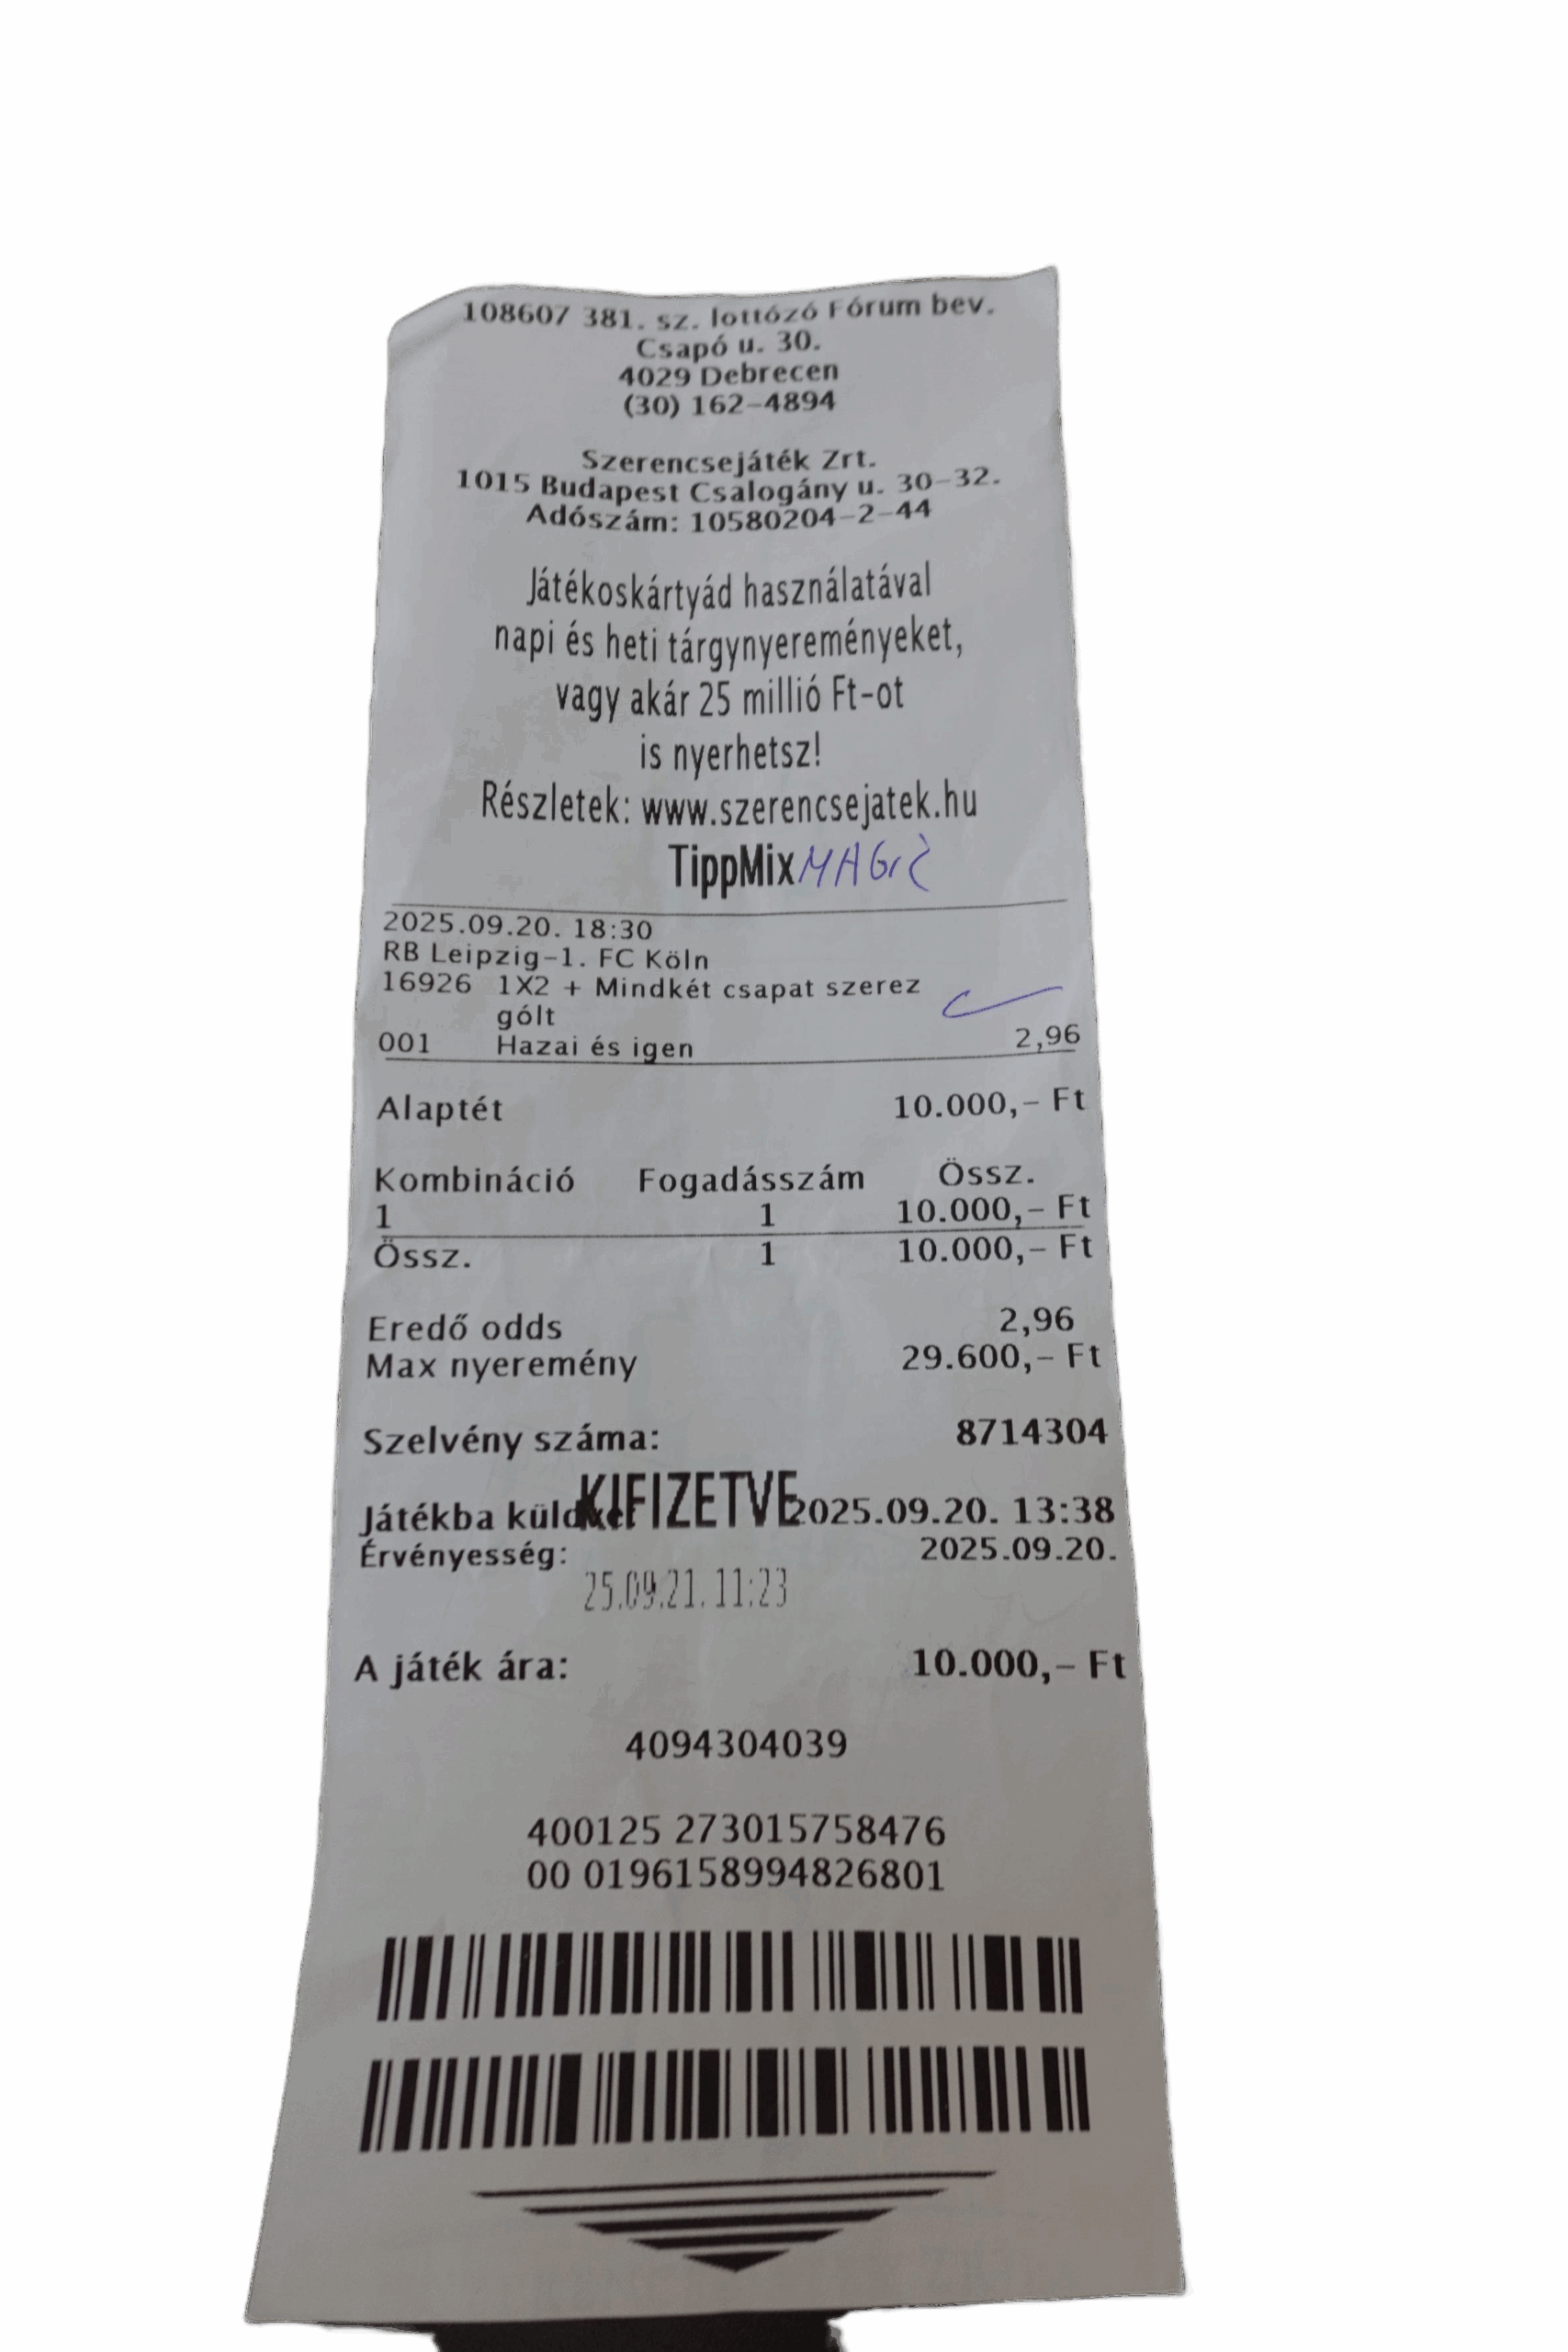 108607 381. sz. lottózó Fórum bev.
Csapó u. 30.
4029 Debrecen
(30) 162-4894
Szerencsejáték Zrt.
1015 Budapest Csalogány u. 30-32.
Adószám: 10580204-2-44
Játékoskártyád használatával
napi és heti tárgynyereményeket,
vagy akár 25 millió Ft-ot
is nyerhetsz!
Részletek: www.szerencsejatek.hu
TippMix
2025.09.20. 18:30
RB Leipzig-1. FC Köln
16926 1X2 + Mindkét csapat szerez
gólt
001 Hazai és igen 2,96
Alaptét 10.000,- Ft
Kombináció Fogadásszám Össz.
1 1 10.000,- Ft
Össz. 1 10.000,- Ft
Eredő odds 2,96
Max nyeremény 29.600,- Ft
Szelvény száma: 8714304
KIFIZETVE
Játékba 2025.09.20. 13:38
Érvényesség: 2025.09.20.
25.09.21. 11:23
A játék ára: 10.000,- Ft
4094304039
400125 273015758476
00 0196158994826801